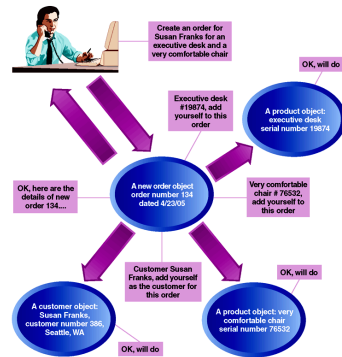 Create an order for
Susan Franks for an
executive desk and a
very comfortable chair
OK, will do
Executive desk
#19874, add
yourself to this
order
A product object:
executive desk
serial number 19874
OK, here are the
details of new
order 134....
A new order object
order number 134
dated 4/23/05
Very comfortable
chair # 76532,
add yourself to
this order
Customer Susan
Franks, add yourself
as the customer for
this order
OK, will do
A customer object:
Susan Franks,
customer number 386,
Seattle, WA
A product object: very
comfortable chair
serial number 76532
OK, will do